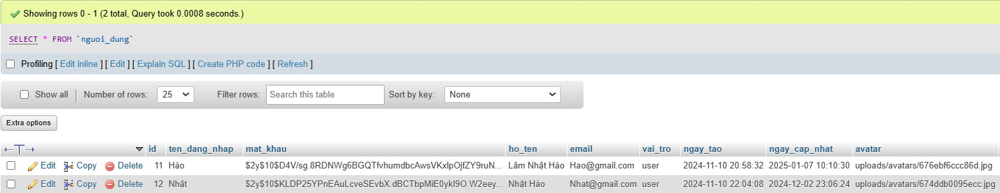 Showing rows 0 - 1 (2 total, Query took 0.0008 seconds.)
SELECT * FROM `nguoi_dung`
Profiling [ Edit inline ] [ Edit ] [ Explain SQL ] [ Create PHP code ] [ Refresh ]
Show all Number of rows: 25 Filter rows: Search this table Sort by key: None
Extra options
id ten_dang_nhap mat_khau ho_ten email vai_tro ngay_tao ngay_cap_nhat avatar
Edit Copy Delete 11 Hào $2y$10$D4V/sg.8RDNWg6BGQTfvhumdbcAwsVKxlpOjfZY9ruN... Lâm Nhật Hào Hao@gmail.com user 2024-11-10 20:58:32 2025-01-07 10:10:30 uploads/avatars/676ebf6ccc86d.jpg
Edit Copy Delete 12 Nhật $2y$10$KLDP25YPnEAuLcveSEvbX.dBCTbpMiE0ykl9O.W2eey... Nhật Hào Nhat@gmail.com user 2024-11-10 22:04:08 2024-12-02 23:06:24 uploads/avatars/674ddb0095ecc.jpg